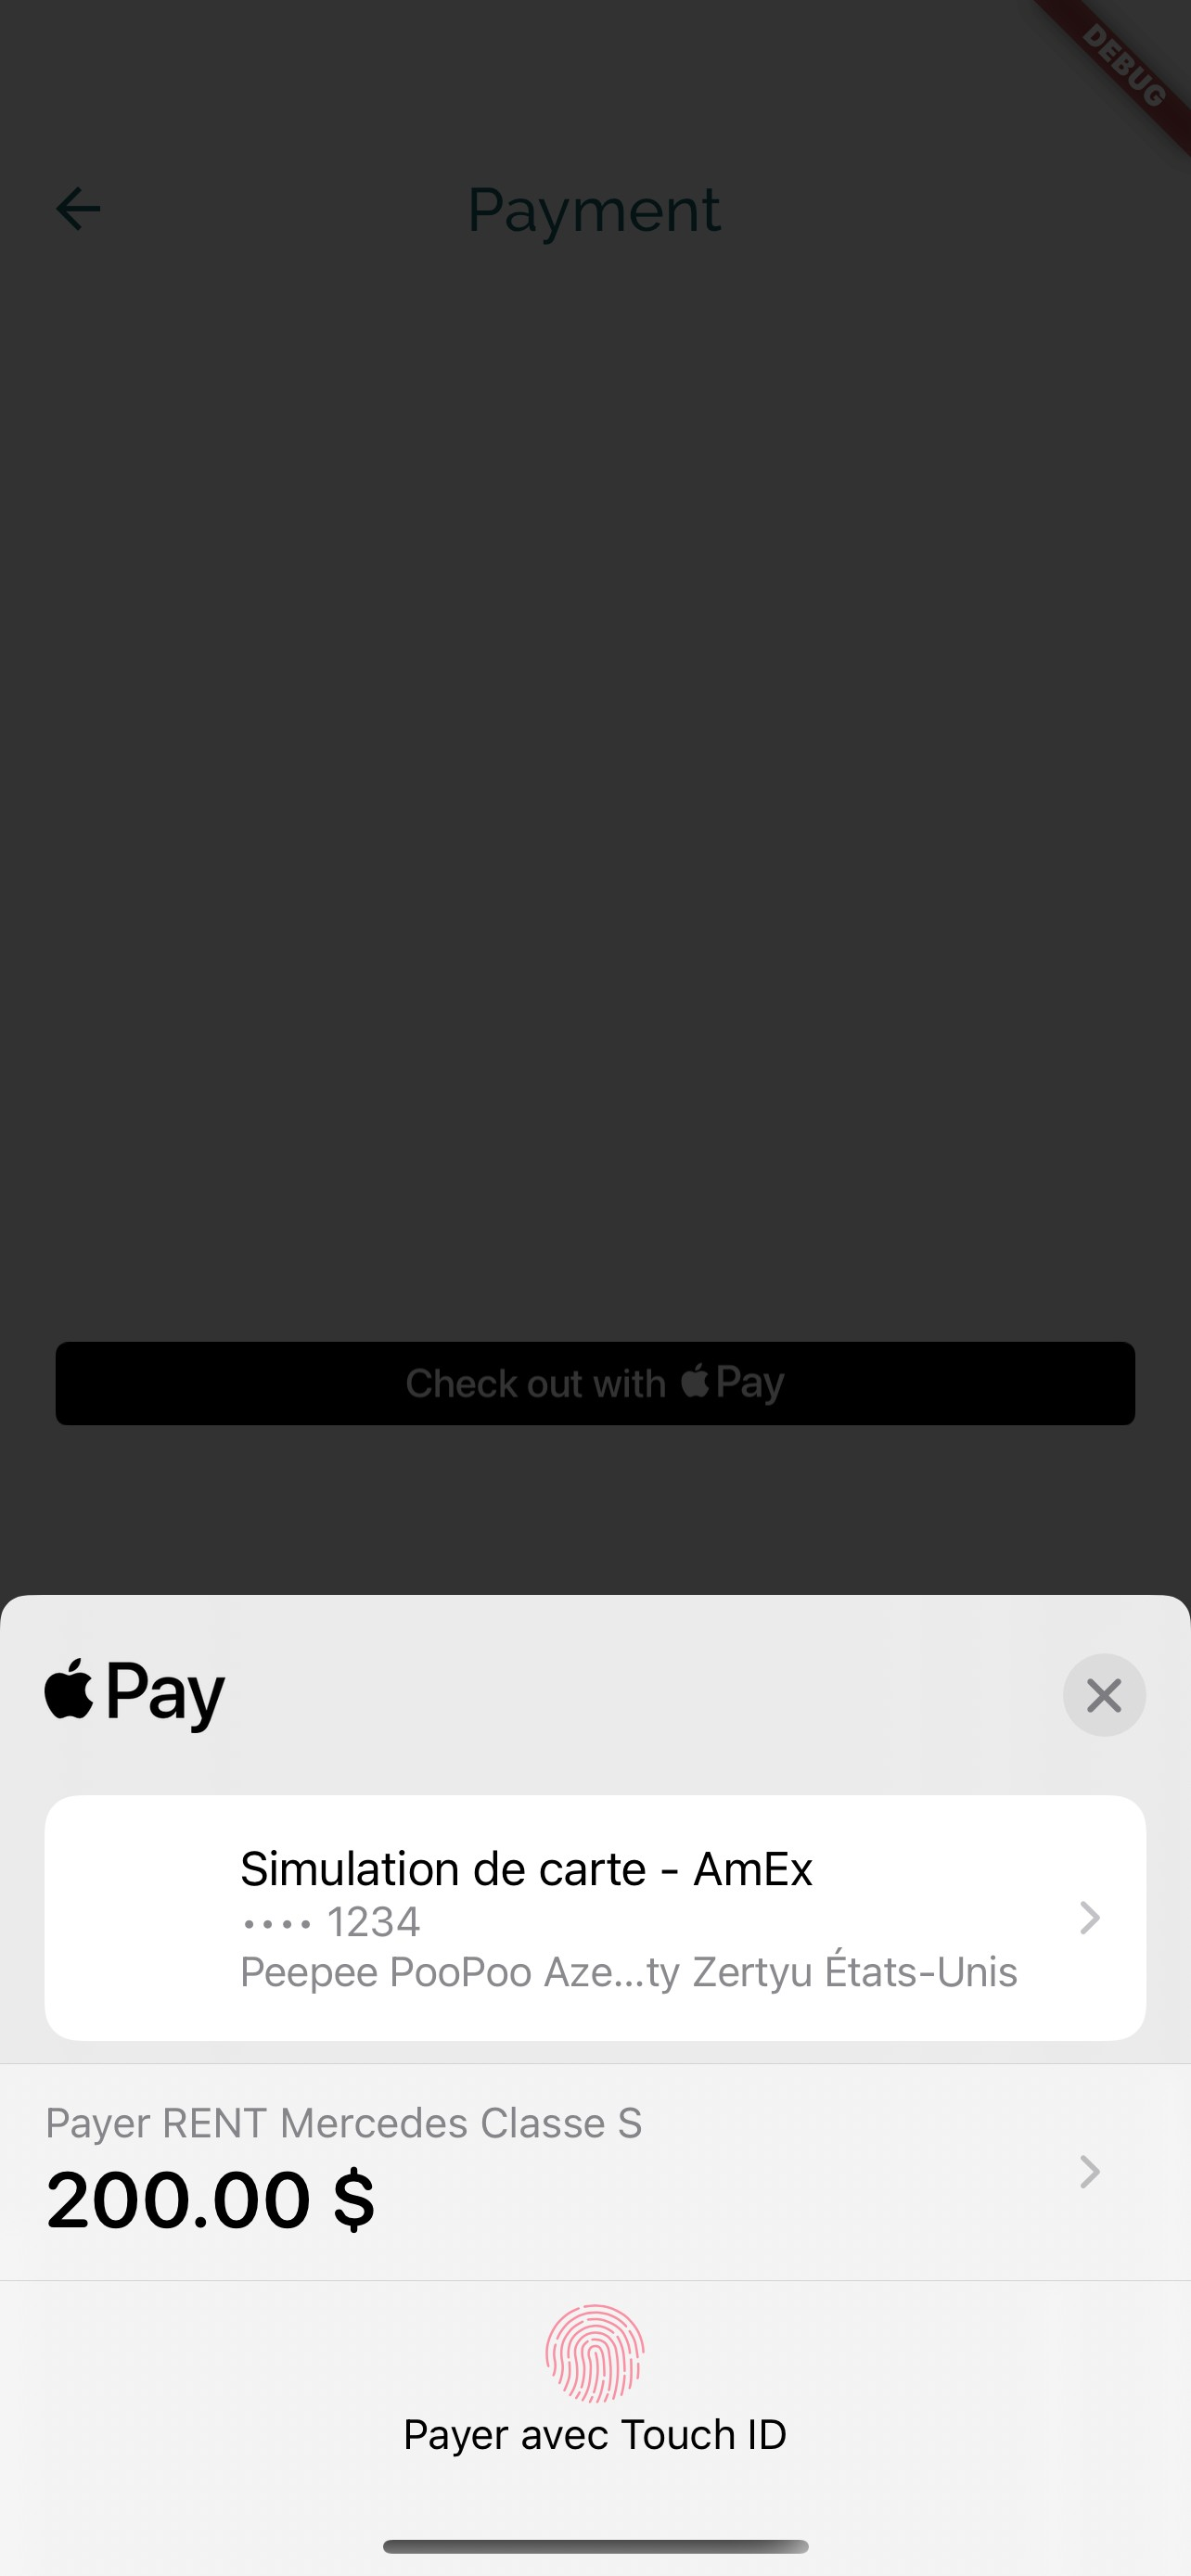 DEBUG
Payment
Check out with Pay
Pay
Simulation de carte - AmEx
•••• 1234
Peepee PooPoo Aze...ty Zertyu États-Unis
Payer RENT Mercedes Classe S
200.00 $
Payer avec Touch ID